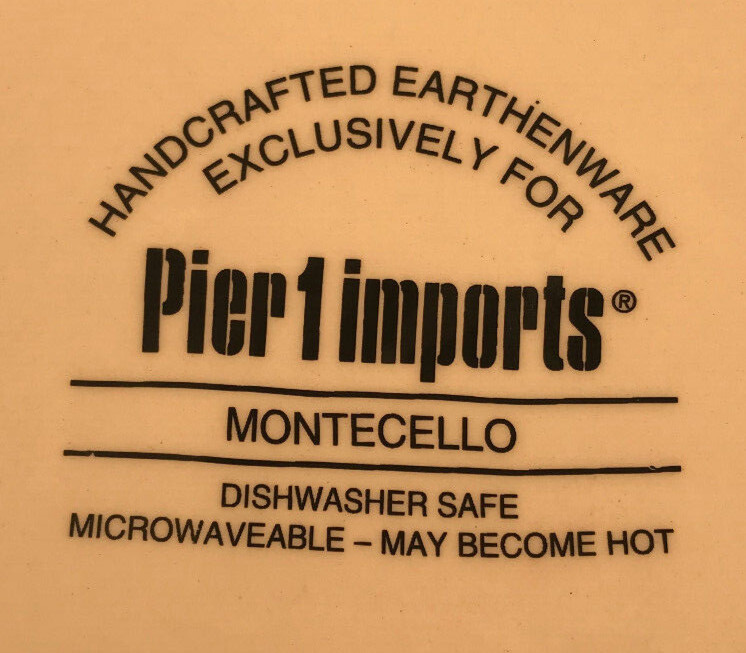 HANDCRAFTED EARTHENWARE
EXCLUSIVELY FOR
Pier 1 imports®
MONTECELLO
DISHWASHER SAFE
MICROWAVEABLE – MAY BECOME HOT